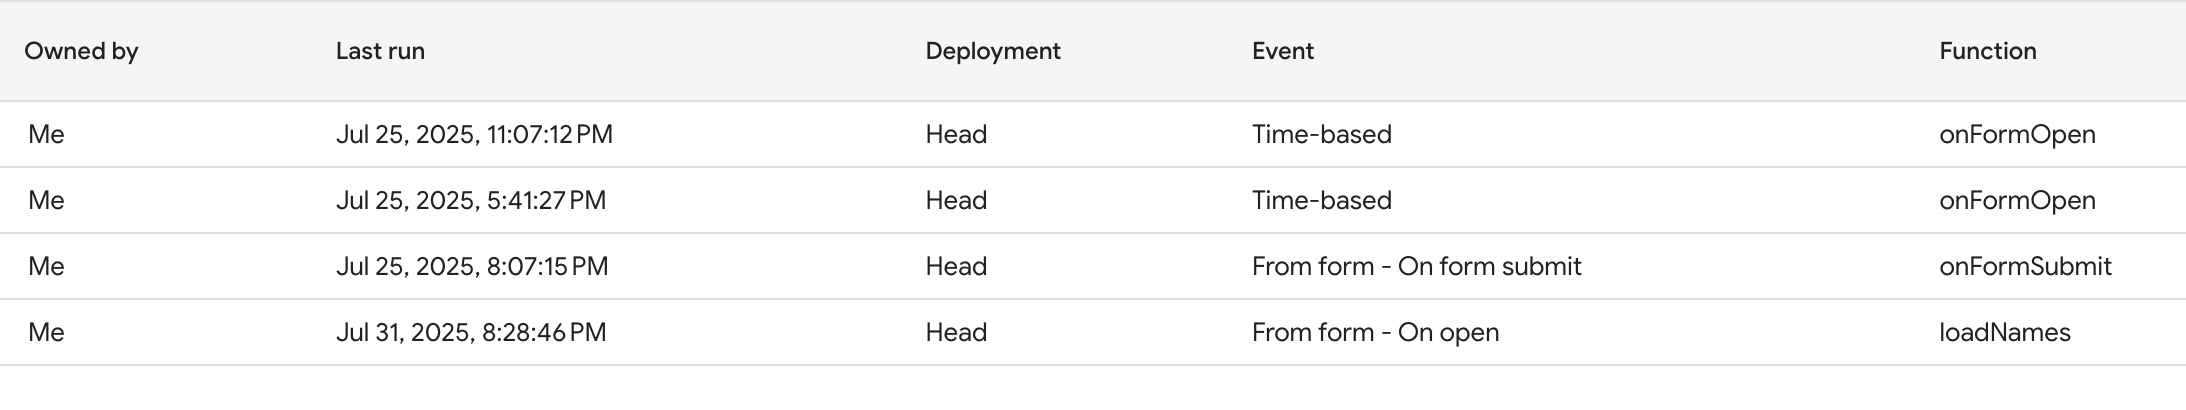 Owned by Last run Deployment Event Function
Me Jul 25, 2025, 11:07:12 PM Head Time-based onFormOpen
Me Jul 25, 2025, 5:41:27 PM Head Time-based onFormOpen
Me Jul 25, 2025, 8:07:15 PM Head From form - On form submit onFormSubmit
Me Jul 31, 2025, 8:28:46 PM Head From form - On open loadNames